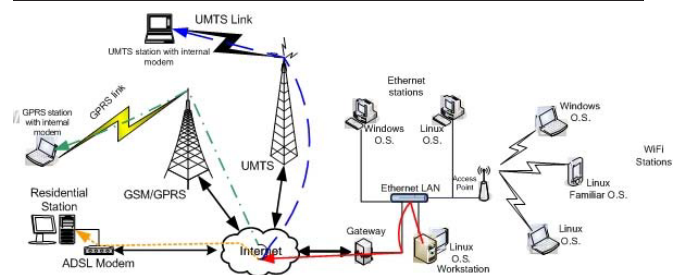 UMTS Link
UMTS station with internal
modem
GPRS link
GPRS station
with internal
modem
GSM/GPRS
UMTS
Residential
Station
ADSL Modem
Internet
Gateway
Ethernet
stations
Windows
O.S.
Linux
O.S.
Ethernet LAN
Access
Point
Linux
O.S.
Workstation
Windows
O.S.
Linux
Familiar O.S.
Linux
O.S.
WiFi
Stations